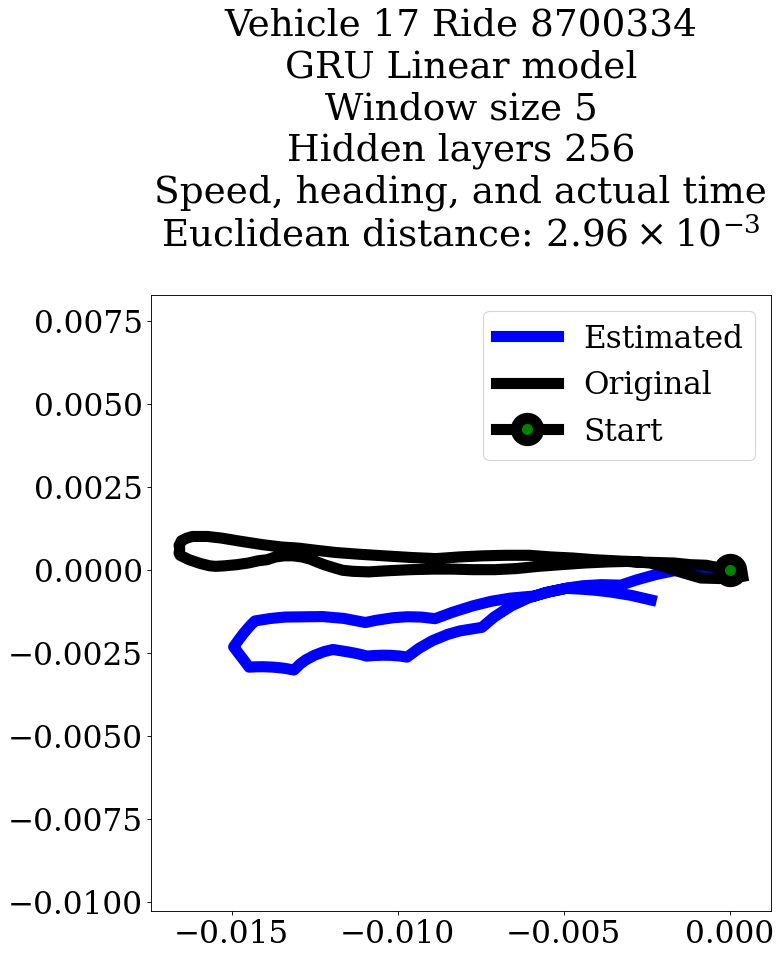 Vehicle 17 Ride 8700334
GRU Linear model
Window size 5
Hidden layers 256
Speed, heading, and actual time
Euclidean distance: 2.96 × 10⁻³
Estimated
Original
Start
0.0075
0.0050
0.0025
0.0000
−0.0025
−0.0050
−0.0075
−0.0100
−0.015 −0.010 −0.005 0.000